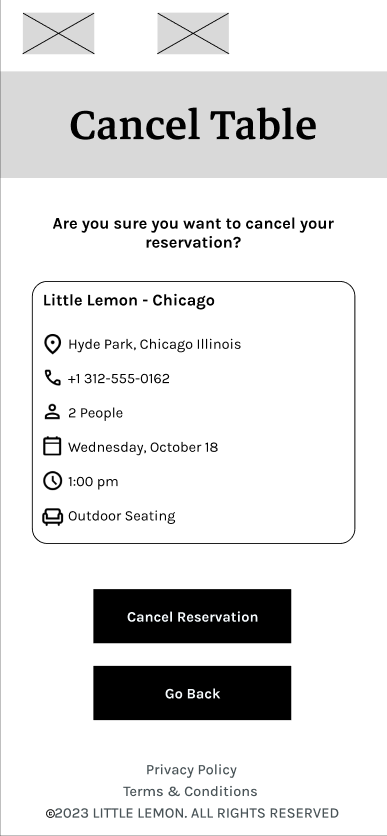 Cancel Table
Are you sure you want to cancel your
reservation?
Little Lemon - Chicago
Hyde Park, Chicago Illinois
+1 312-555-0162
2 People
Wednesday, October 18
1:00 pm
Outdoor Seating
Cancel Reservation
Go Back
Privacy Policy
Terms & Conditions
©2023 LITTLE LEMON. ALL RIGHTS RESERVED